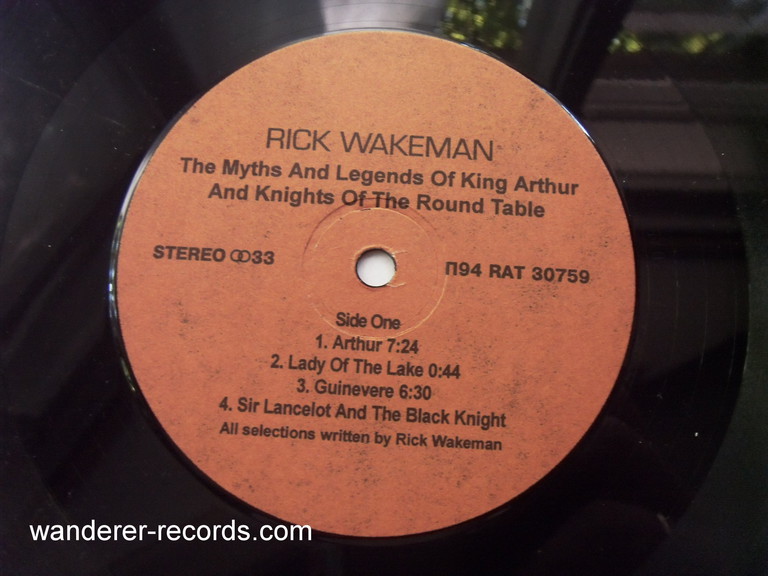 RICK WAKEMAN
The Myths And Legends Of King Arthur
And Knights Of The Round Table
STEREO 33
П94 RAT 30759
Side One
1. Arthur 7:24
2. Lady Of The Lake 0:44
3. Guinevere 6:30
4. Sir Lancelot And The Black Knight
All selections written by Rick Wakeman
wanderer-records.com